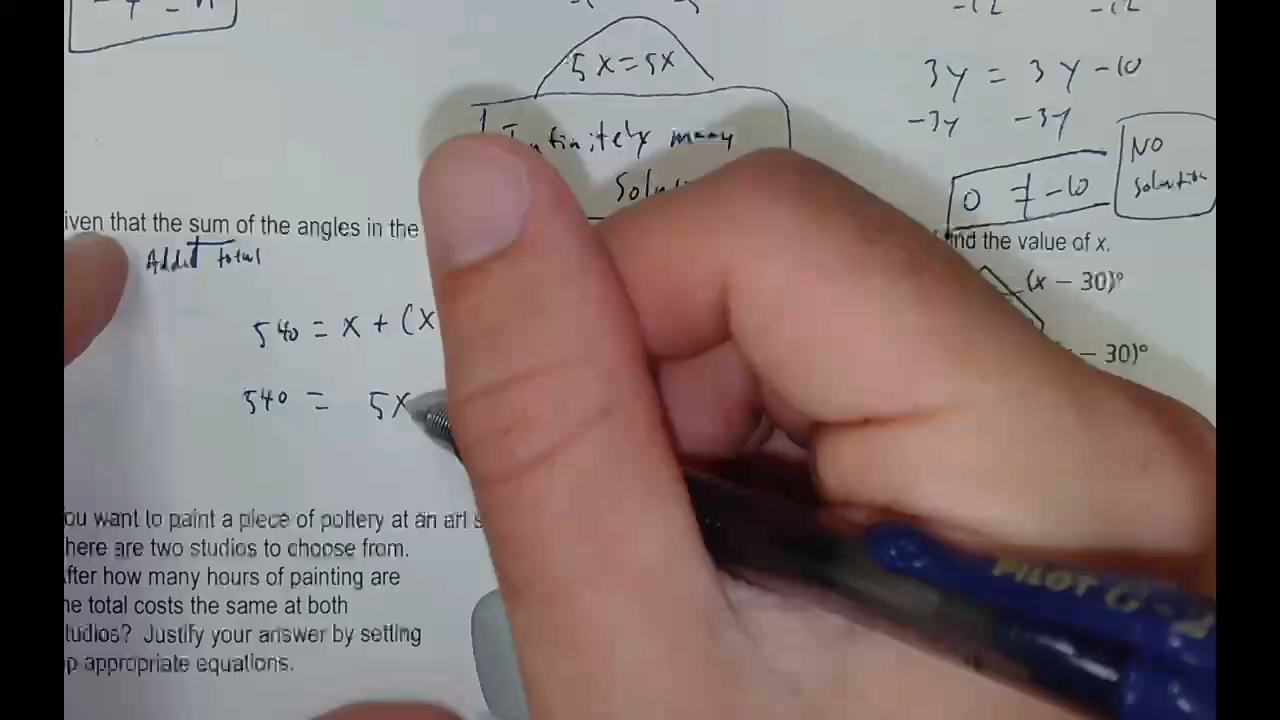 5x = 5x
Infinitely many
3y = 3y - 10
-3y -3y
0 ≠ -10
No
solution
iven that the sum of the angles in the
nd the value of x.
total
(x – 30)°
540 = x + (x
– 30)°
540 = 5x
ou want to paint a piece of pottery at an art s
here are two studios to choose from.
fter how many hours of painting are
he total costs the same at both
tudios? Justify your answer by setting
p appropriate equations.
PILOT G-2